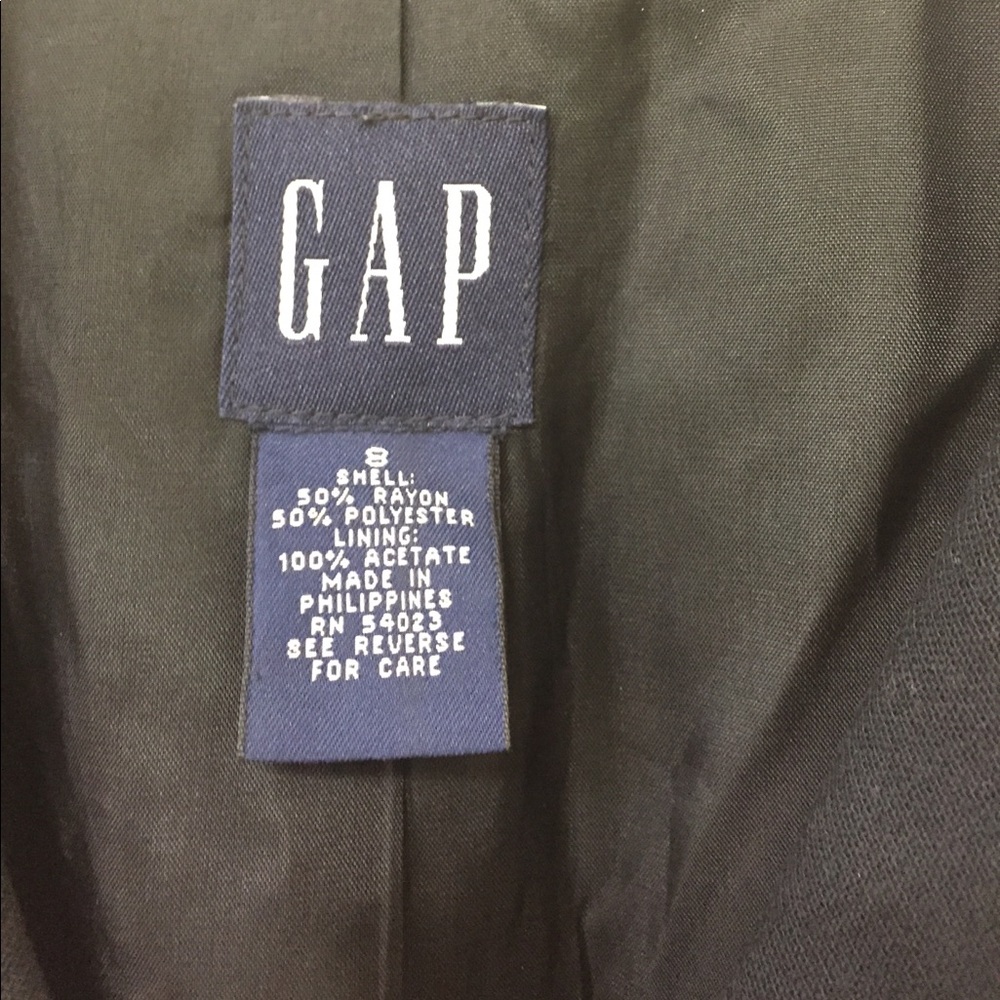 GAP
8
SHELL:
50% RAYON
50% POLYESTER
LINING:
100% ACETATE
MADE IN
PHILIPPINES
RN 54023
SEE REVERSE
FOR CARE